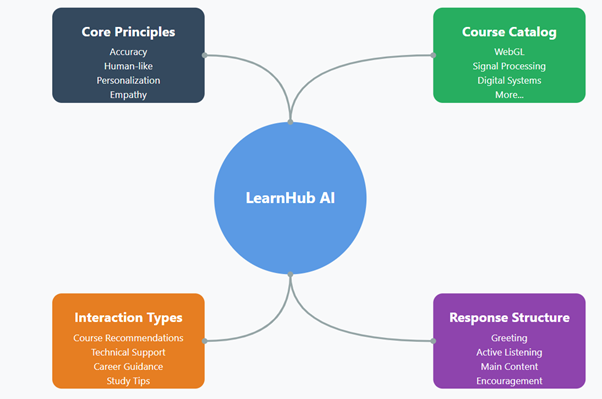 Core Principles
Accuracy
Human-like
Personalization
Empathy
Course Catalog
WebGL
Signal Processing
Digital Systems
More...
LearnHub AI
Interaction Types
Course Recommendations
Technical Support
Career Guidance
Study Tips
Response Structure
Greeting
Active Listening
Main Content
Encouragement